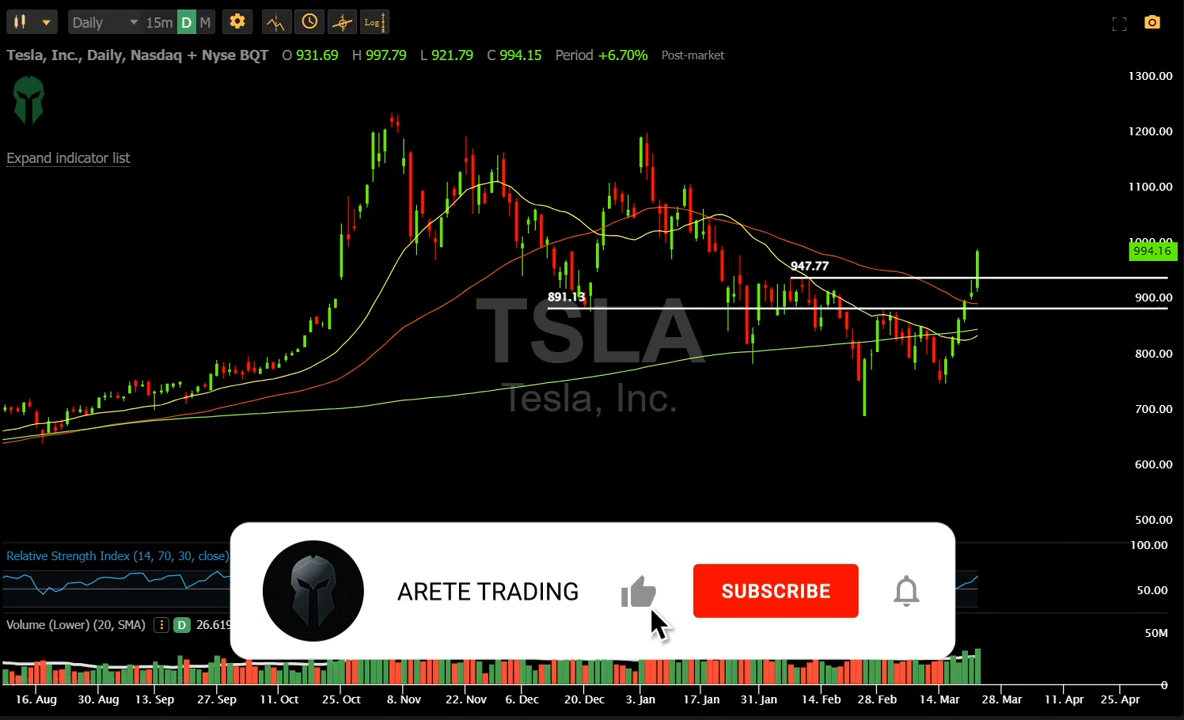 Daily 15m D M Log
Tesla, Inc., Daily, Nasdaq + Nyse BQT O 931.69 H 997.79 L 921.79 C 994.15 Period +6.70% Post-market
Expand indicator list
1300.00
1200.00
1100.00
1000.00
994.16
947.77
891.13
900.00
TSLA
800.00
Tesla, Inc.
700.00
600.00
500.00
Relative Strength Index (14, 70, 30, close)
100.00
50.00
ARETE TRADING SUBSCRIBE
Volume (Lower) (20, SMA) D 26.619
50M
0
16. Aug 30. Aug 13. Sep 27. Sep 11. Oct 25. Oct 8. Nov 22. Nov 6. Dec 20. Dec 3. Jan 17. Jan 31. Jan 14. Feb 28. Feb 14. Mar 28. Mar 11. Apr 25. Apr